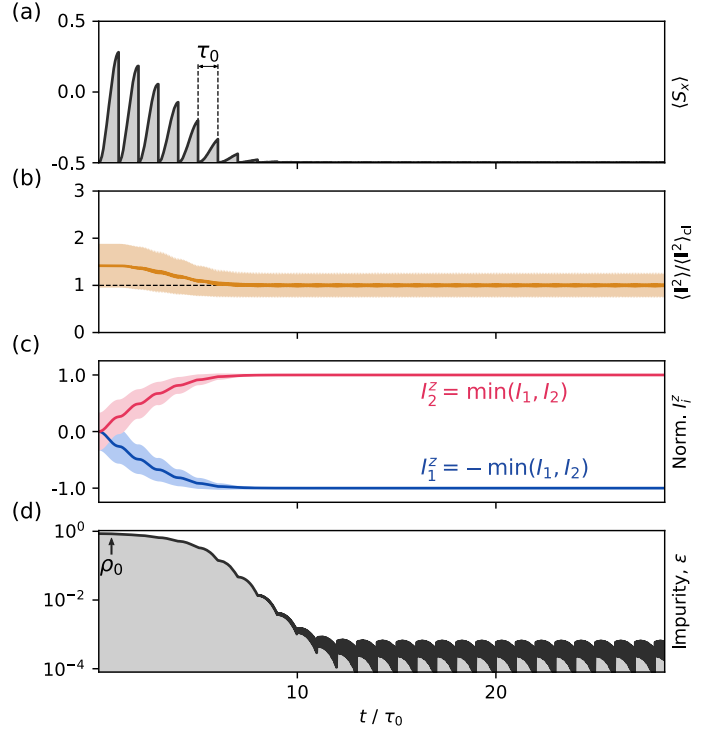 (a)
0.5
0.0
-0.5
τ₀
⟨Sₓ⟩
(b)
3
2
1
0
⟨I²⟩/⟨I²⟩cl
(c)
1.0
0.0
-1.0
I₂ᶻ = min(I₁, I₂)
I₁ᶻ = − min(I₁, I₂)
Norm. Iᵢᶻ
(d)
10⁰
10⁻²
10⁻⁴
ρ₀
Impurity, ε
10
20
t / τ₀